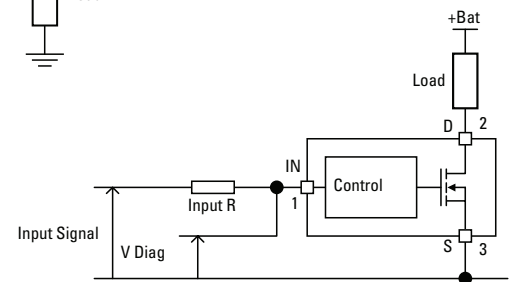 +Bat
Load
D
2
IN
Control
1
Input R
Input Signal
V Diag
S
3